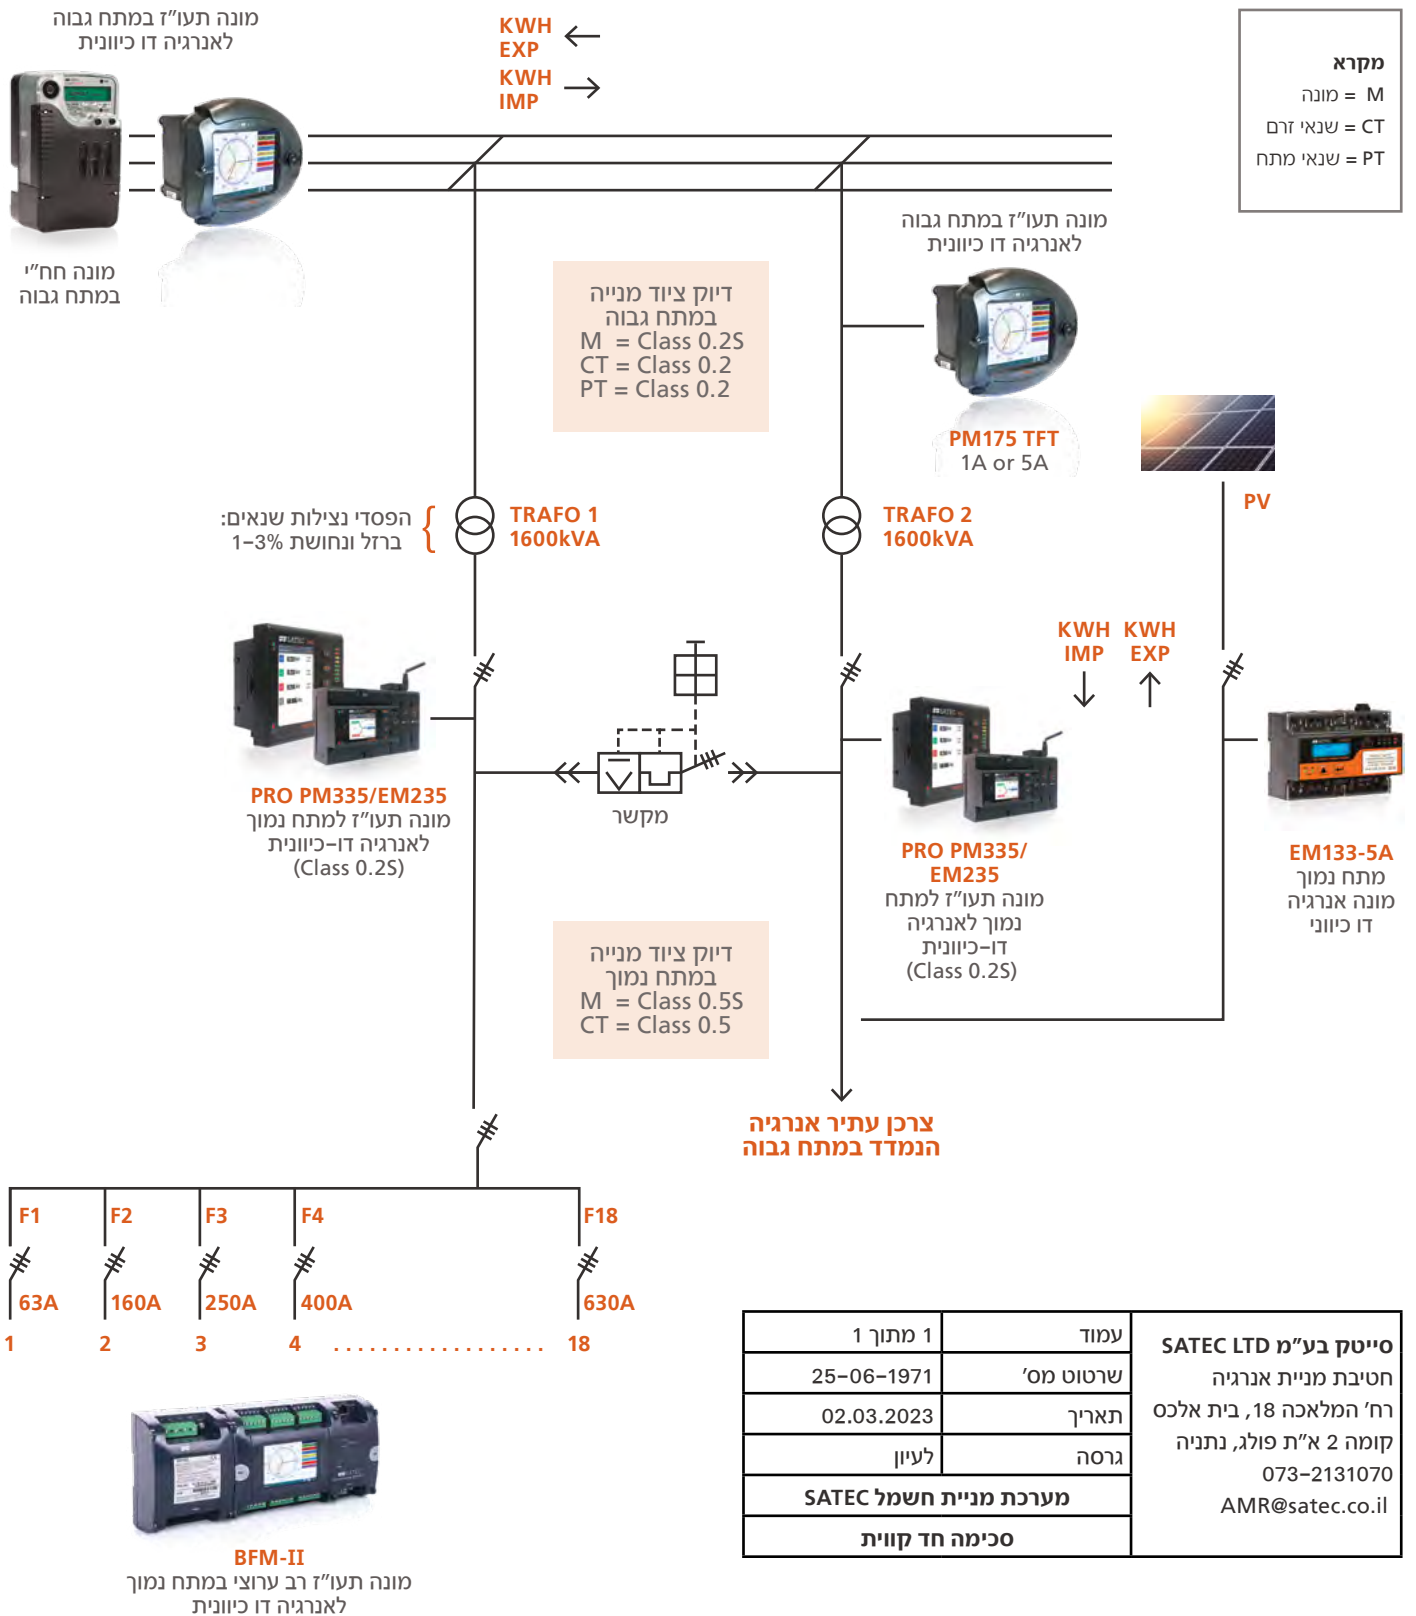 מונה תעו"ז במתח גבוה
לאנרגיה דו כיוונית
KWH
EXP
KWH
IMP
מקרא
M = מונה
CT = שנאי זרם
PT = שנאי מתח
מונה חח"י
במתח גבוה
מונה תעו"ז במתח גבוה
לאנרגיה דו כיוונית
דיוק ציוד מנייה
במתח גבוה
M = Class 0.2S
CT = Class 0.2
PT = Class 0.2
PM175 TFT
1A or 5A
PV
הפסדי נצילות שנאים:
ברזל ונחושת 1-3%
TRAFO 1
1600kVA
TRAFO 2
1600kVA
KWH
IMP
KWH
EXP
SATEC
מקשר
PRO PM335/EM235
מונה תעו"ז למתח נמוך
לאנרגיה דו-כיוונית
(Class 0.2S)
PRO PM335/
EM235
מונה תעו"ז למתח
נמוך לאנרגיה
דו-כיוונית
(Class 0.2S)
EM133-5A
מתח נמוך
מונה אנרגיה
דו כיווני
דיוק ציוד מנייה
במתח נמוך
M = Class 0.5S
CT = Class 0.5
צרכן עתיר אנרגיה
הנמדד במתח גבוה
F1
F2
F3
F4
F18
63A
160A
250A
400A
630A
1
2
3
4
..................
18
BFM-II
מונה תעו"ז רב ערוצי במתח נמוך
לאנרגיה דו כיוונית
סייטק בע"מ SATEC LTD
חטיבת מניית אנרגיה
רח' המלאכה 18, בית אלכס
קומה 2 א"ת פולג, נתניה
073-2131070
AMR@satec.co.il
עמוד 1 מתוך 1
שרטוט מס' 25-06-1971
תאריך 02.03.2023
גרסה לעיון
מערכת מניית חשמל SATEC
סכימה חד קווית